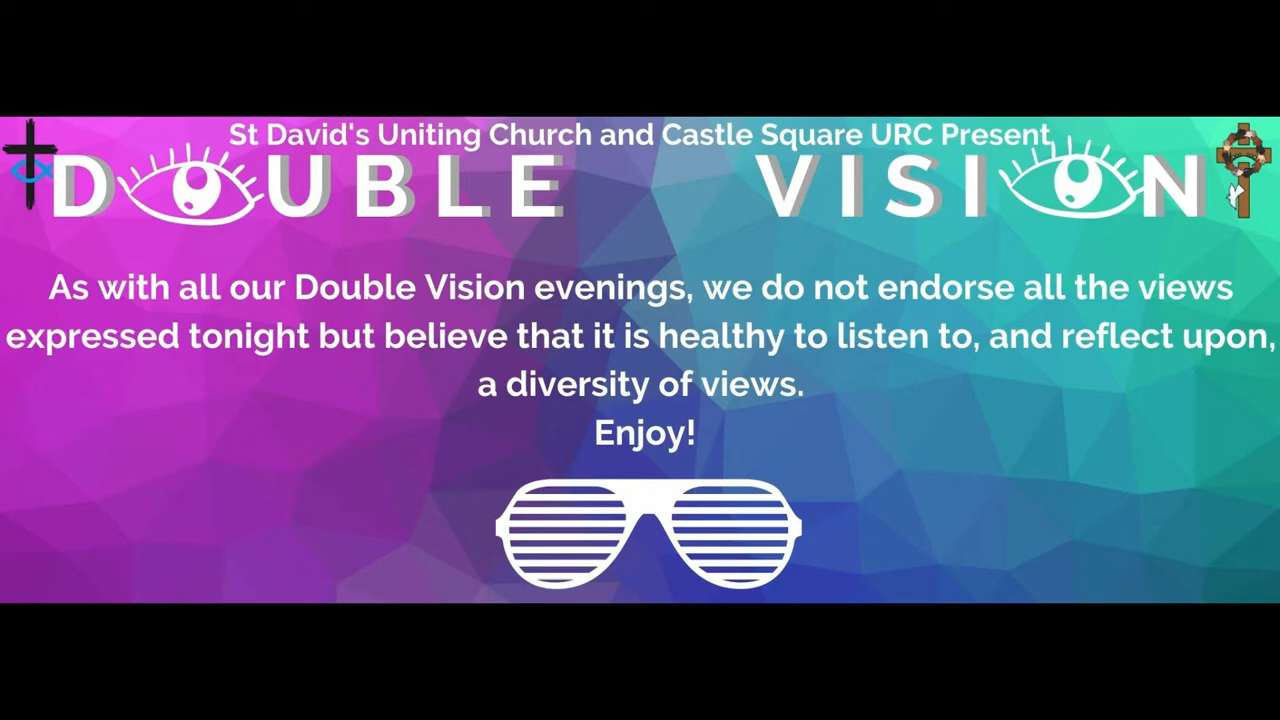 St David's Uniting Church and Castle Square URC Present
DOUBLE VISION
As with all our Double Vision evenings, we do not endorse all the views
expressed tonight but believe that it is healthy to listen to, and reflect upon,
a diversity of views.
Enjoy!